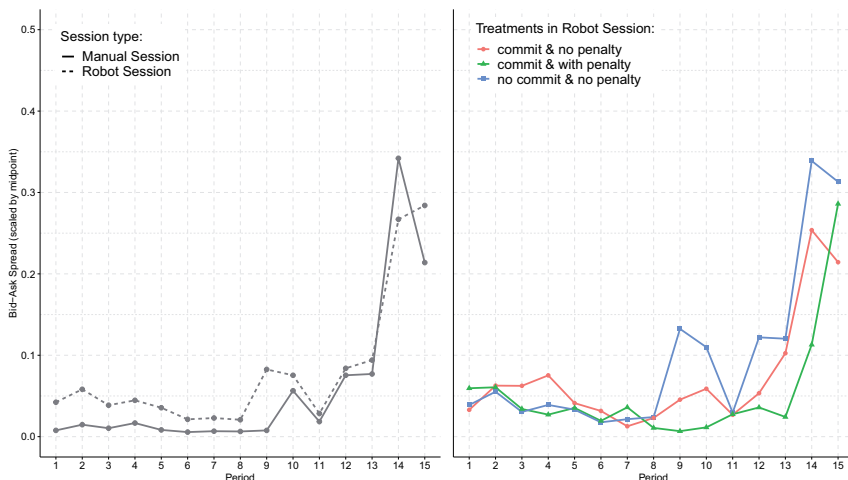 Session type:
Manual Session
Robot Session
Bid−Ask Spread (scaled by midpoint)
0.5
0.4
0.3
0.2
0.1
0.0
1 2 3 4 5 6 7 8 9 10 11 12 13 14 15
Period
Treatments in Robot Session:
commit & no penalty
commit & with penalty
no commit & no penalty
1 2 3 4 5 6 7 8 9 10 11 12 13 14 15
Period